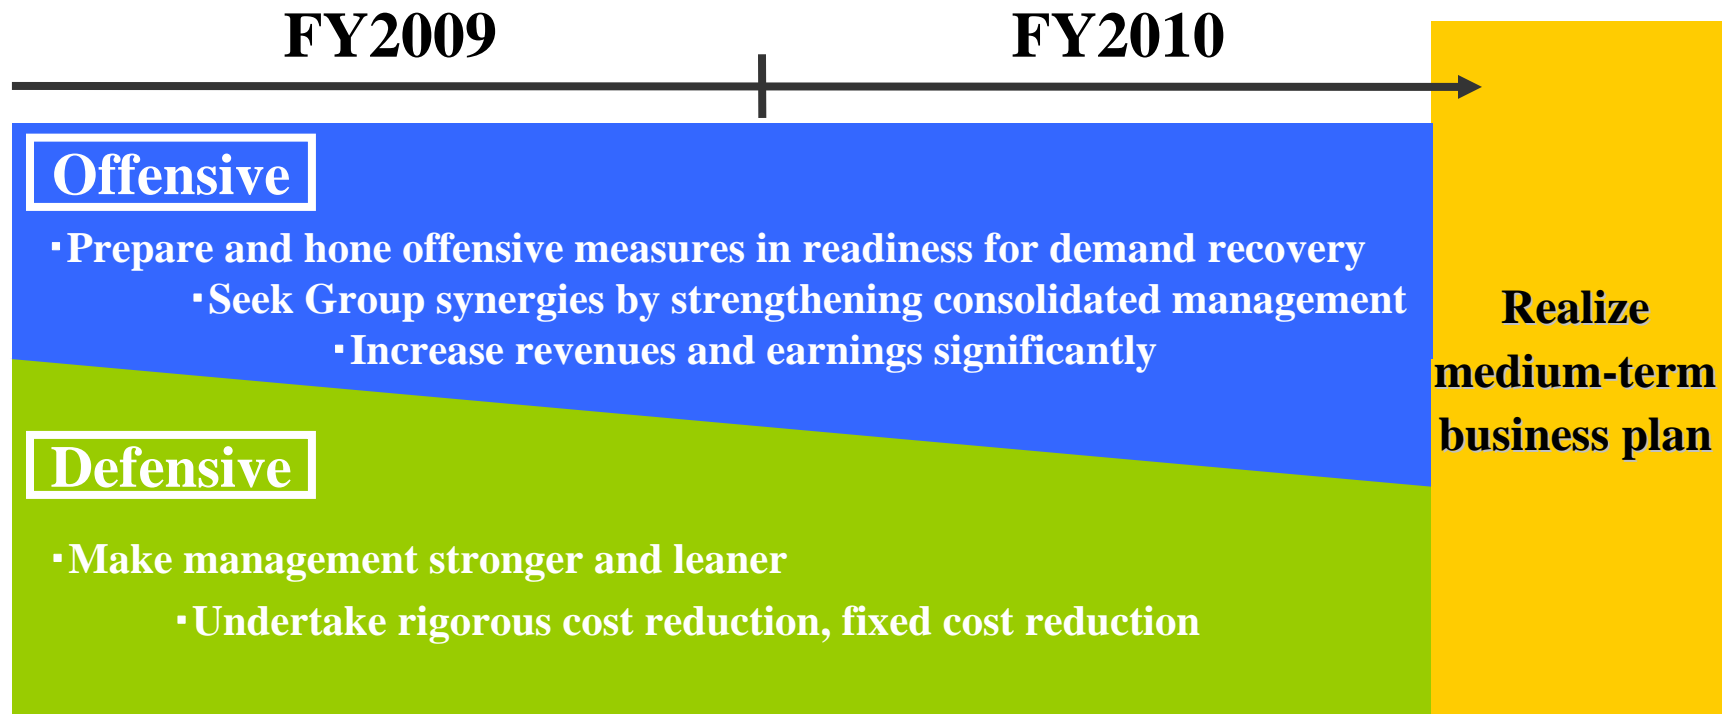 FY2009 FY2010
Offensive
▪Prepare and hone offensive measures in readiness for demand recovery
▪Seek Group synergies by strengthening consolidated management
▪Increase revenues and earnings significantly
Realize
medium-term
business plan
Defensive
▪Make management stronger and leaner
▪Undertake rigorous cost reduction, fixed cost reduction